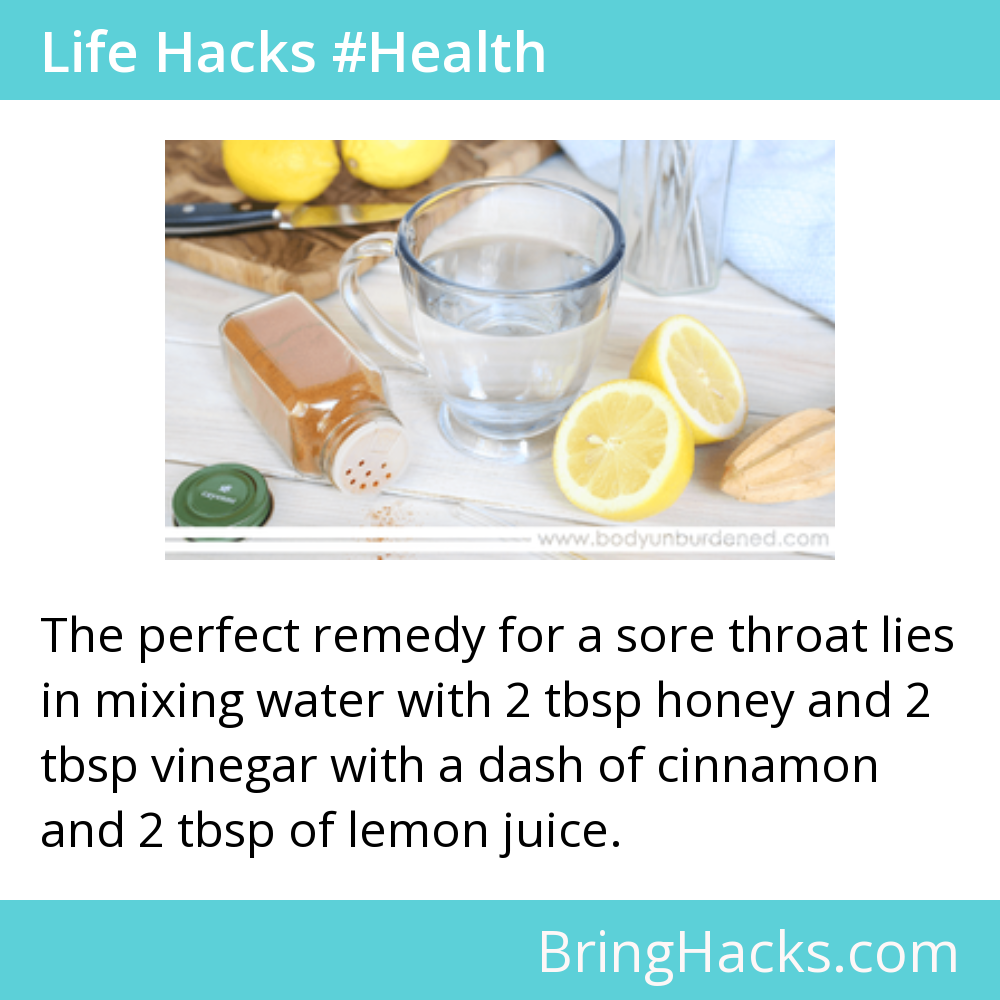 Life Hacks #Health
cayenne
www.bodyunburdened.com
The perfect remedy for a sore throat lies
in mixing water with 2 tbsp honey and 2
tbsp vinegar with a dash of cinnamon
and 2 tbsp of lemon juice.
BringHacks.com